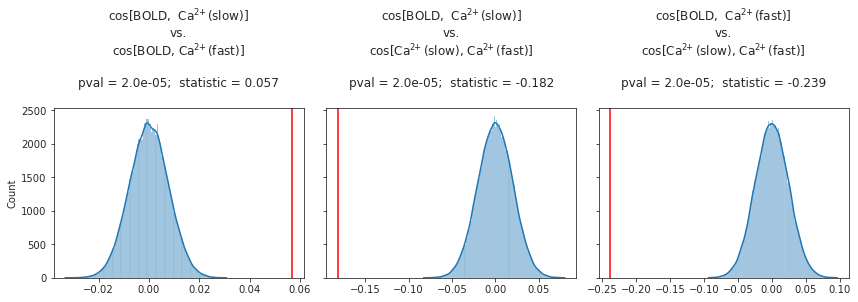 cos[BOLD,  Ca²⁺(slow)]
vs.
cos[BOLD, Ca²⁺(fast)]
pval = 2.0e-05;  statistic = 0.057
cos[BOLD,  Ca²⁺(slow)]
vs.
cos[Ca²⁺(slow), Ca²⁺(fast)]
pval = 2.0e-05;  statistic = -0.182
cos[BOLD,  Ca²⁺(fast)]
vs.
cos[Ca²⁺(slow), Ca²⁺(fast)]
pval = 2.0e-05;  statistic = -0.239
Count
2500
2000
1500
1000
500
0
−0.02 0.00 0.02 0.04 0.06
−0.15 −0.10 −0.05 0.00 0.05
−0.25 −0.20 −0.15 −0.10 −0.05 0.00 0.05 0.10